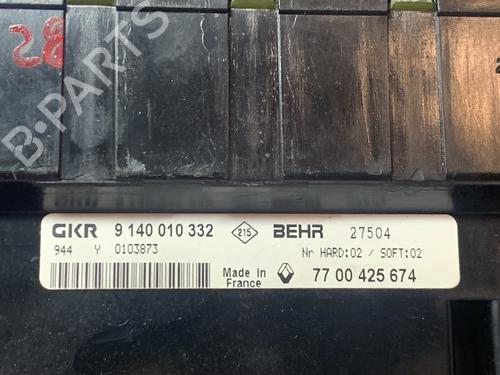 28
B-PARTS
GKR 9 140 010 332 215 BEHR 27504
944 Y 0103873 Nr HARD:02 / SOFT:02
Made in France 77 00 425 674